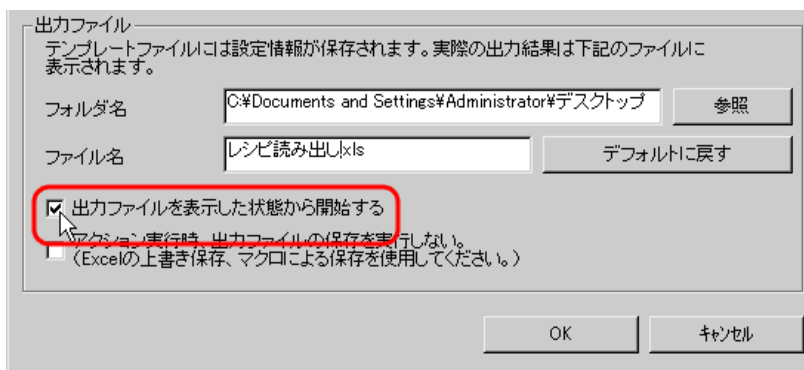 出力ファイル
テンプレートファイルには設定情報が保存されます。実際の出力結果は下記のファイルに
表示されます。
フォルダ名
C:¥Documents and Settings¥Administrator¥デスクトップ
参照
ファイル名
レシピ読み出し.xls
デフォルトに戻す
出力ファイルを表示した状態から開始する
アクション実行時、出力ファイルの保存を実行しない。
(Excelの上書き保存、マクロによる保存を使用してください。)
OK
キャンセル